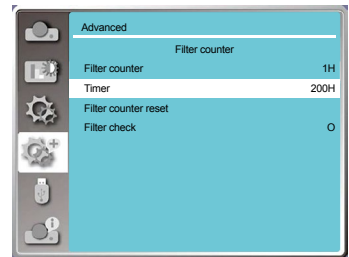 Advanced
Filter counter
Filter counter 1H
Timer 200H
Filter counter reset
Filter check O